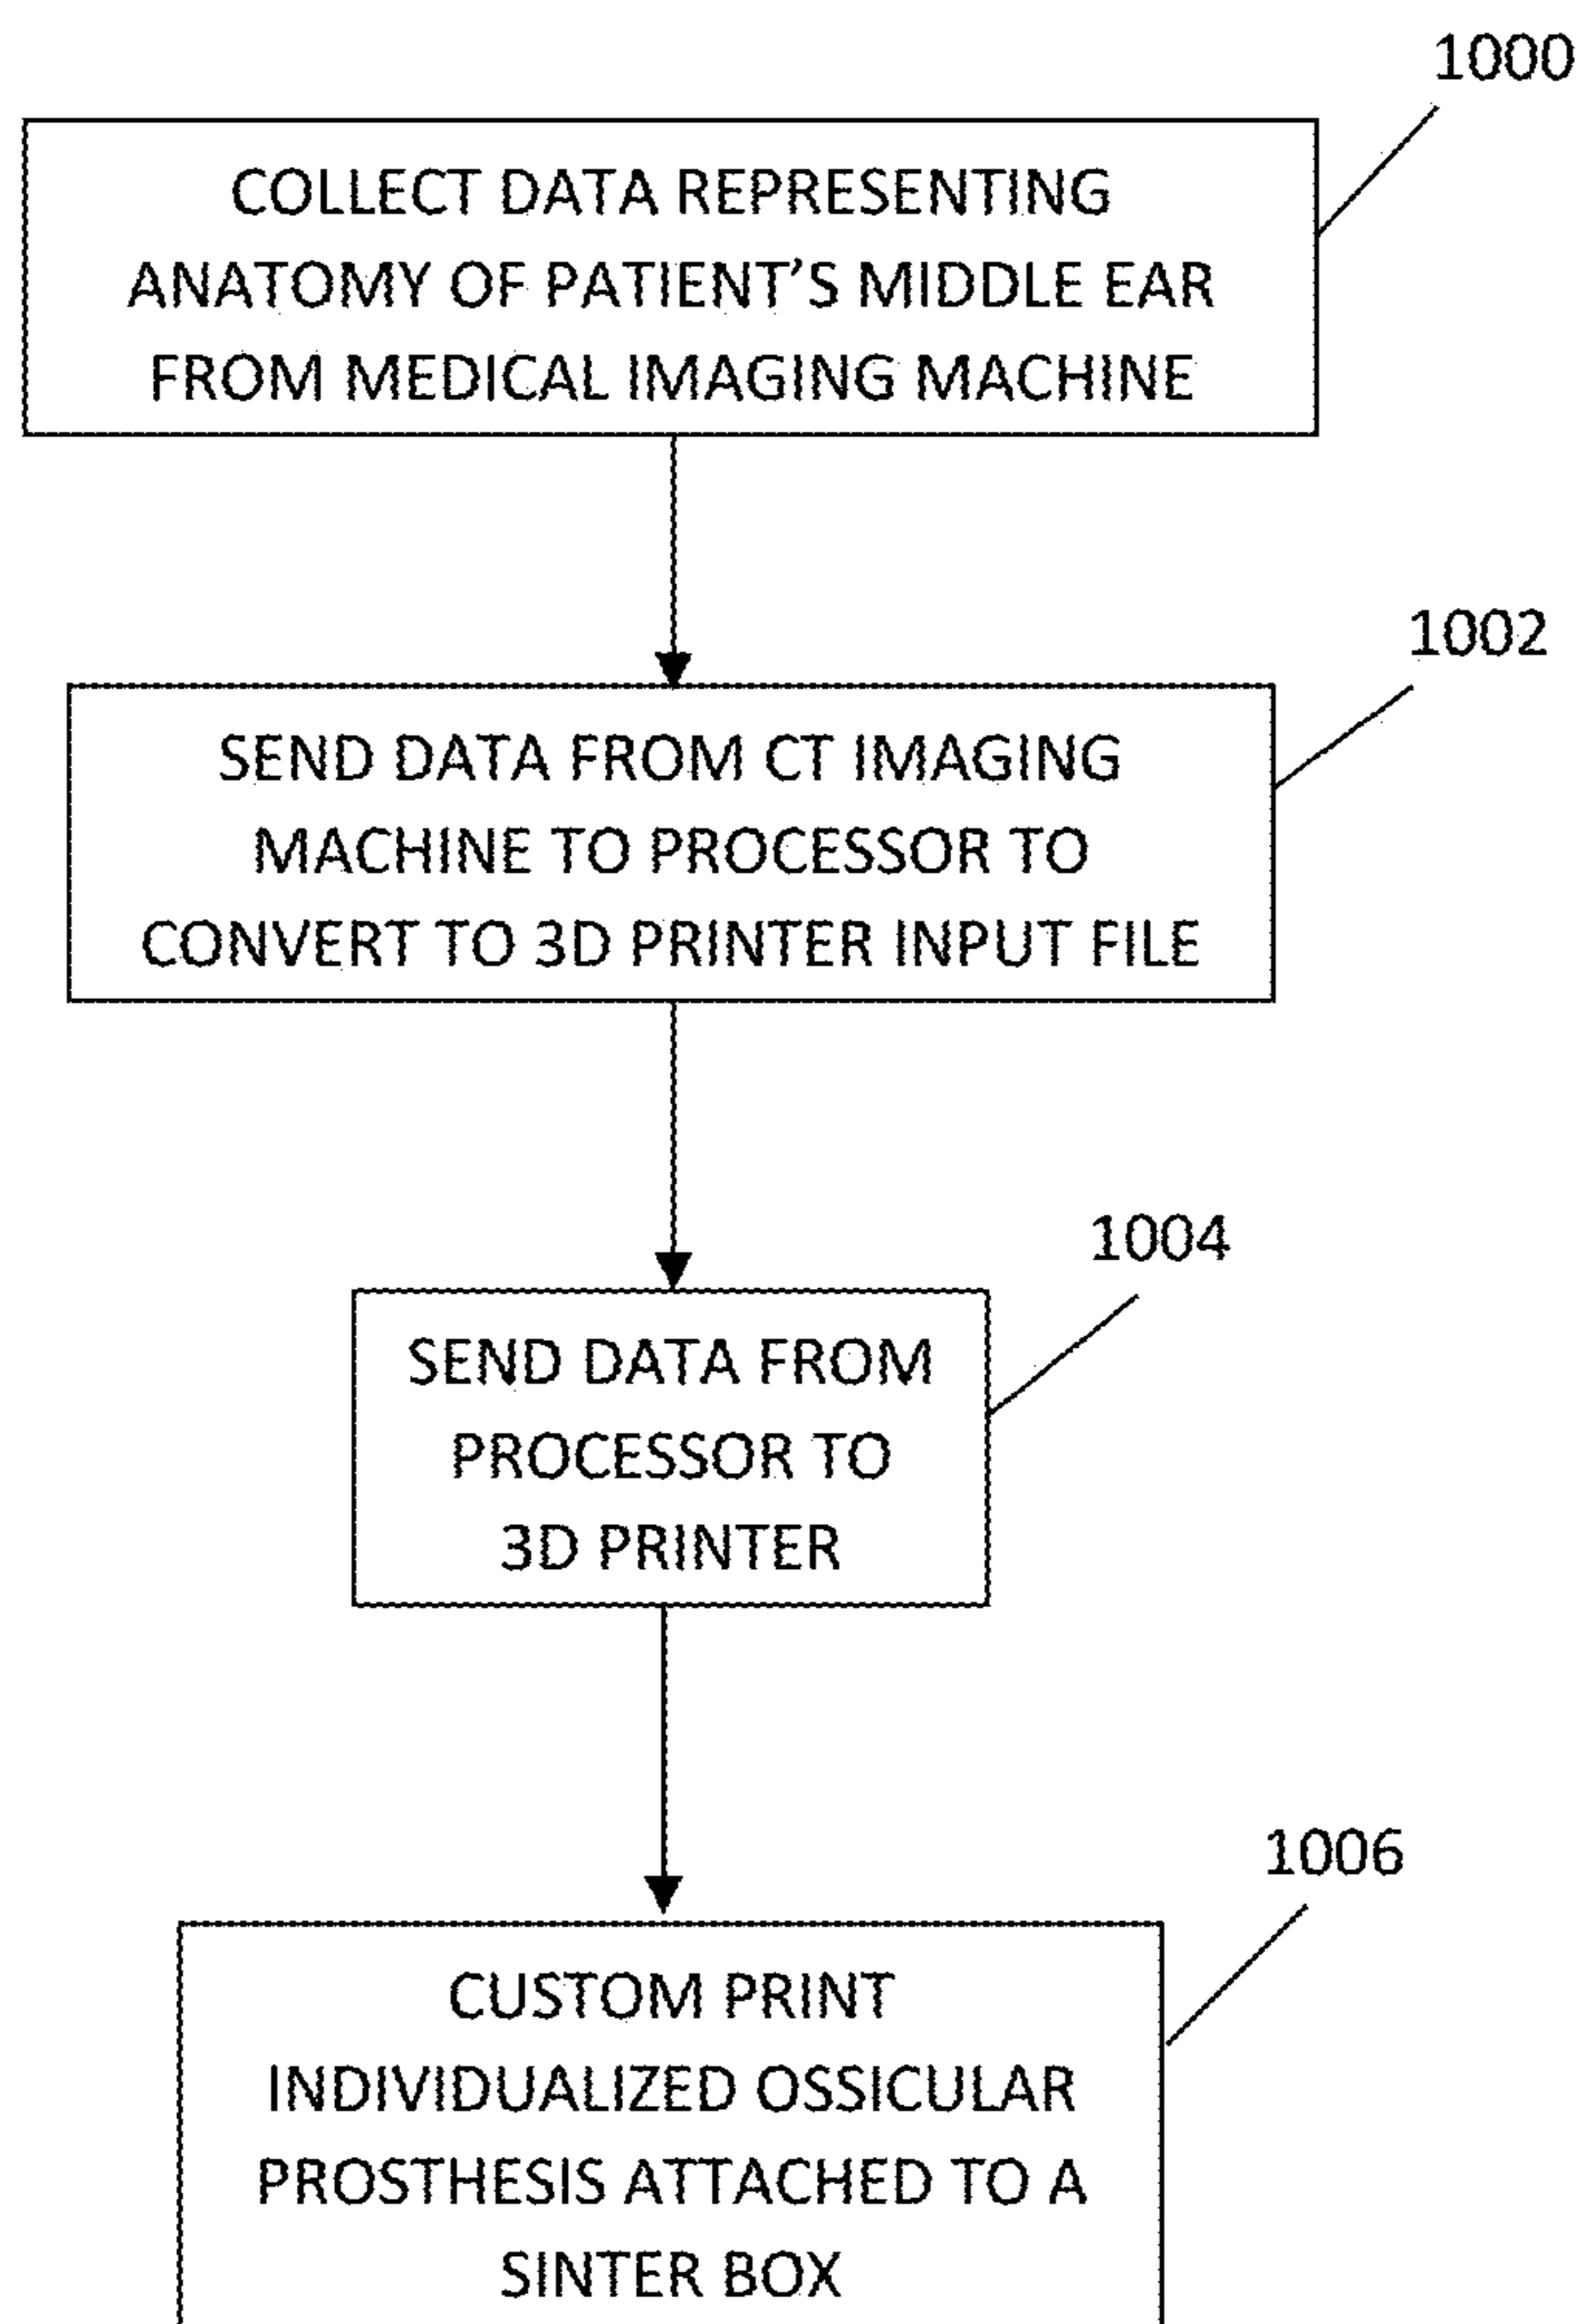 1000
COLLECT DATA REPRESENTING
ANATOMY OF PATIENT'S MIDDLE EAR
FROM MEDICAL IMAGING MACHINE
1002
SEND DATA FROM CT IMAGING
MACHINE TO PROCESSOR TO
CONVERT TO 3D PRINTER INPUT FILE
1004
SEND DATA FROM
PROCESSOR TO
3D PRINTER
1006
CUSTOM PRINT
INDIVIDUALIZED OSSICULAR
PROSTHESIS ATTACHED TO A
SINTER BOX